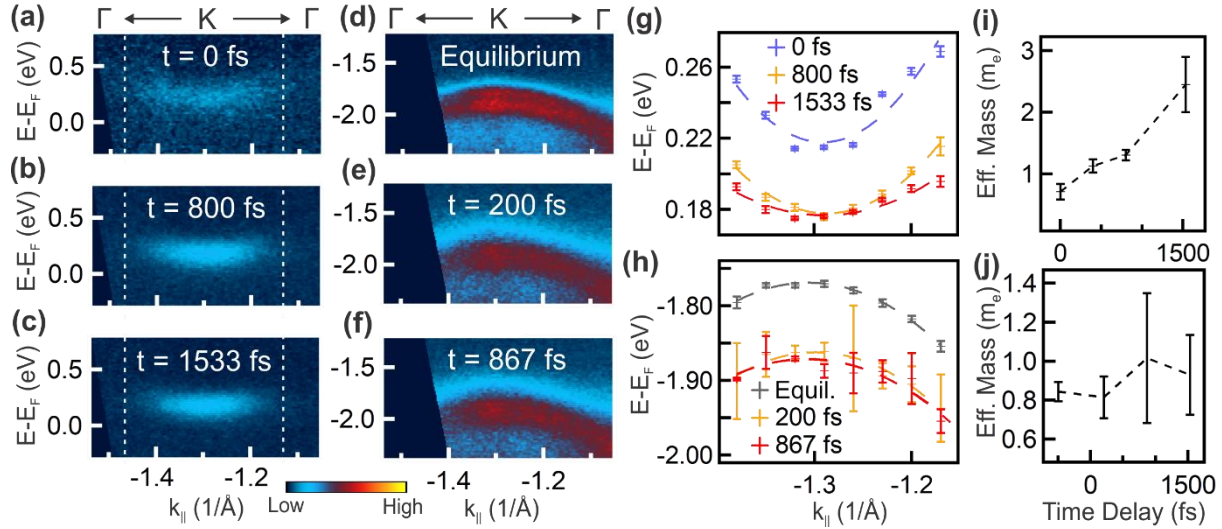 (a) Γ ← K → Γ
(d) Γ ← K → Γ
(g)
(i)
t = 0 fs
Equilibrium
0 fs
800 fs
1533 fs
E-E_F (eV)
0.5
0.0
-1.5
-2.0
E-E_F (eV)
0.26
0.22
0.18
Eff. Mass (m_e)
3
2
1
0
1500
(b)
t = 800 fs
E-E_F (eV)
0.5
0.0
(e)
t = 200 fs
-1.5
-2.0
(h)
E-E_F (eV)
-1.80
-1.90
-2.00
Equil.
200 fs
867 fs
(j)
Eff. Mass (m_e)
1.4
1.2
1.0
0.8
0.6
(c)
t = 1533 fs
E-E_F (eV)
0.5
0.0
(f)
t = 867 fs
-1.5
-2.0
-1.4
-1.2
-1.4
-1.2
-1.3
-1.2
0
1500
k_|| (1/Å)
Low
High
k_|| (1/Å)
k_|| (1/Å)
Time Delay (fs)